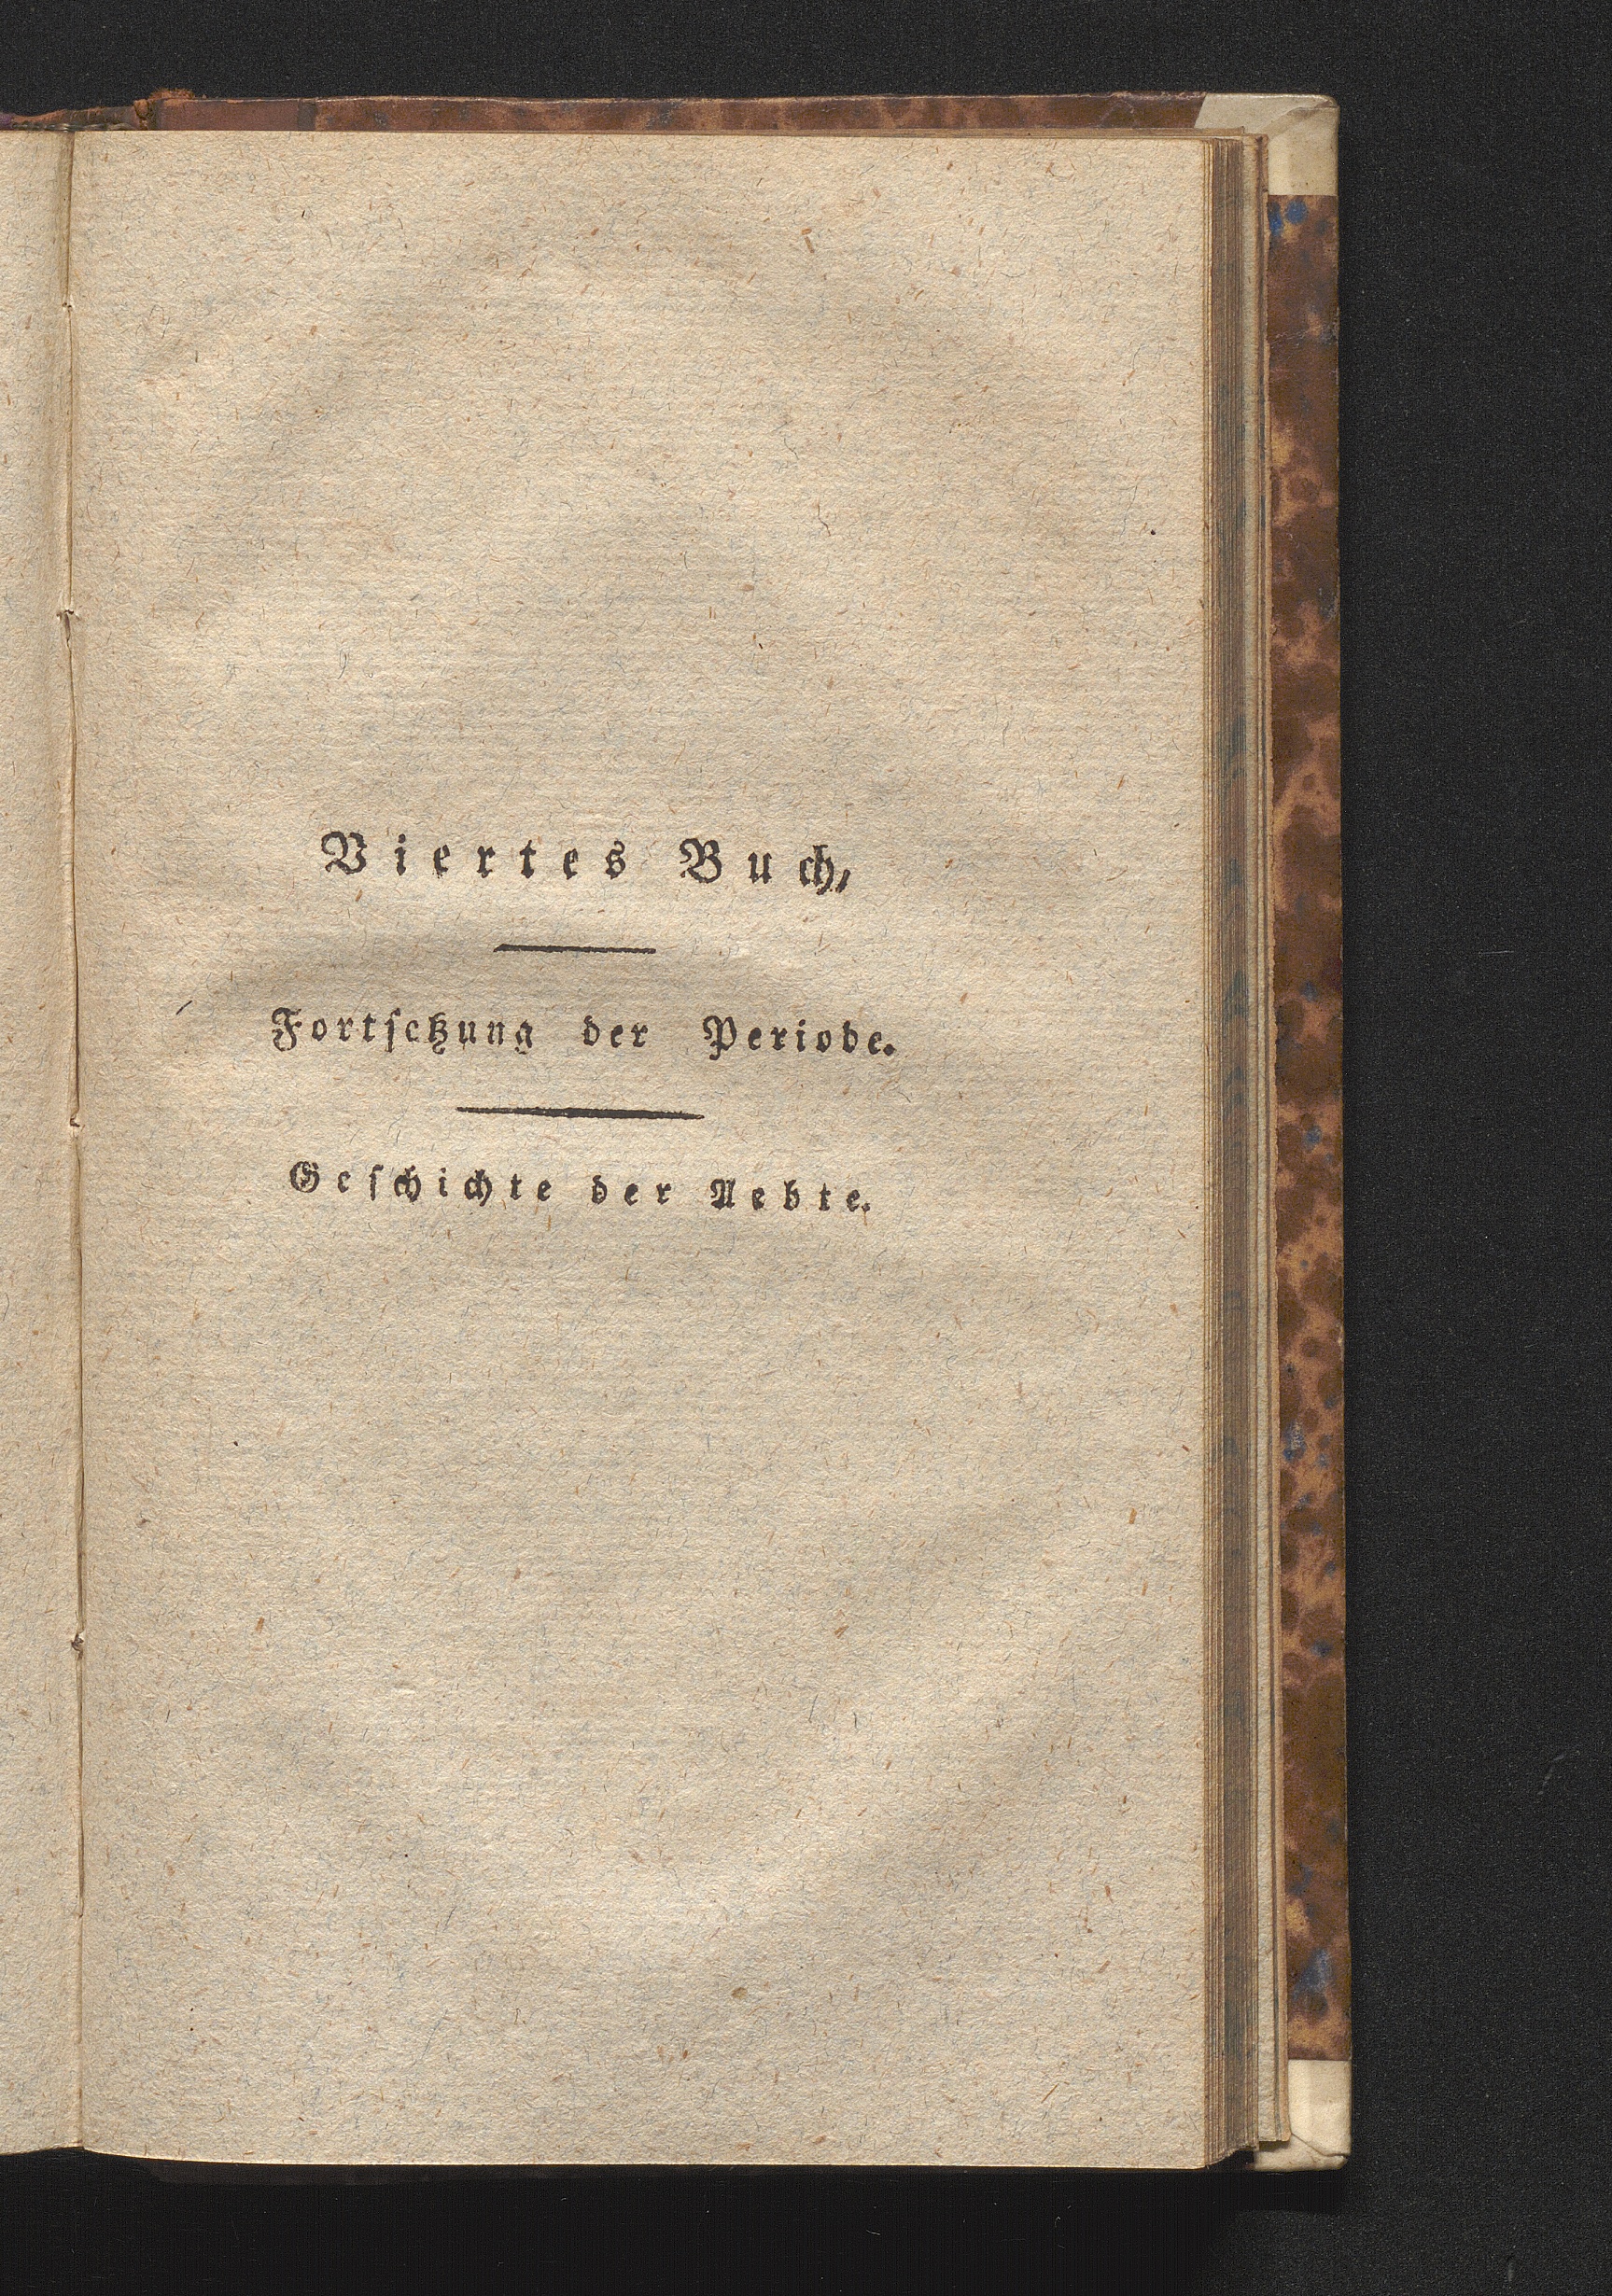 Viertes Buch,
Fortſetzung der Periode.
Geſchichte der Aebte.